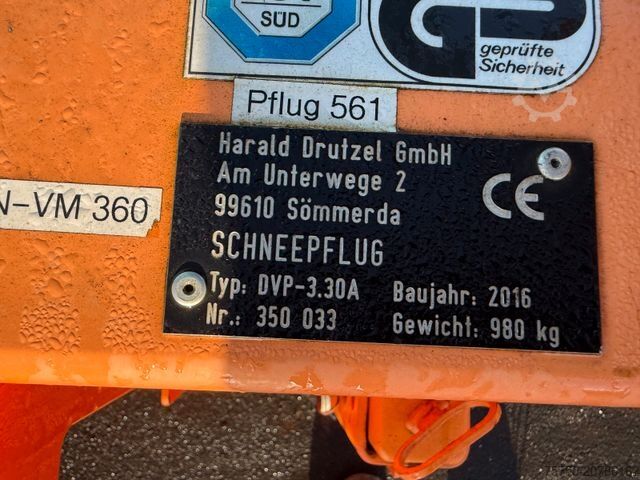 SÜD
geprüfte
Sicherheit
Pflug 561
N-VM 360
Harald Drutzel GmbH
Am Unterwege 2
99610 Sömmerda
CE
SCHNEEPFLUG
Typ: DVP-3.30A Baujahr: 2016
Nr.: 350 033 Gewicht: 980 kg